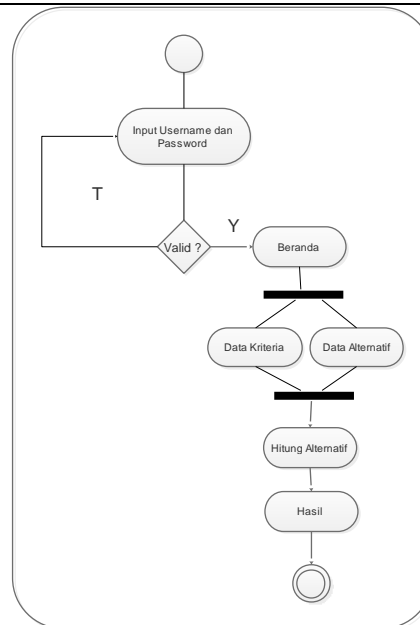 Input Username dan
Password
T
Valid ?
Y
Beranda
Data Kriteria
Data Alternatif
Hitung Alternatif
Hasil